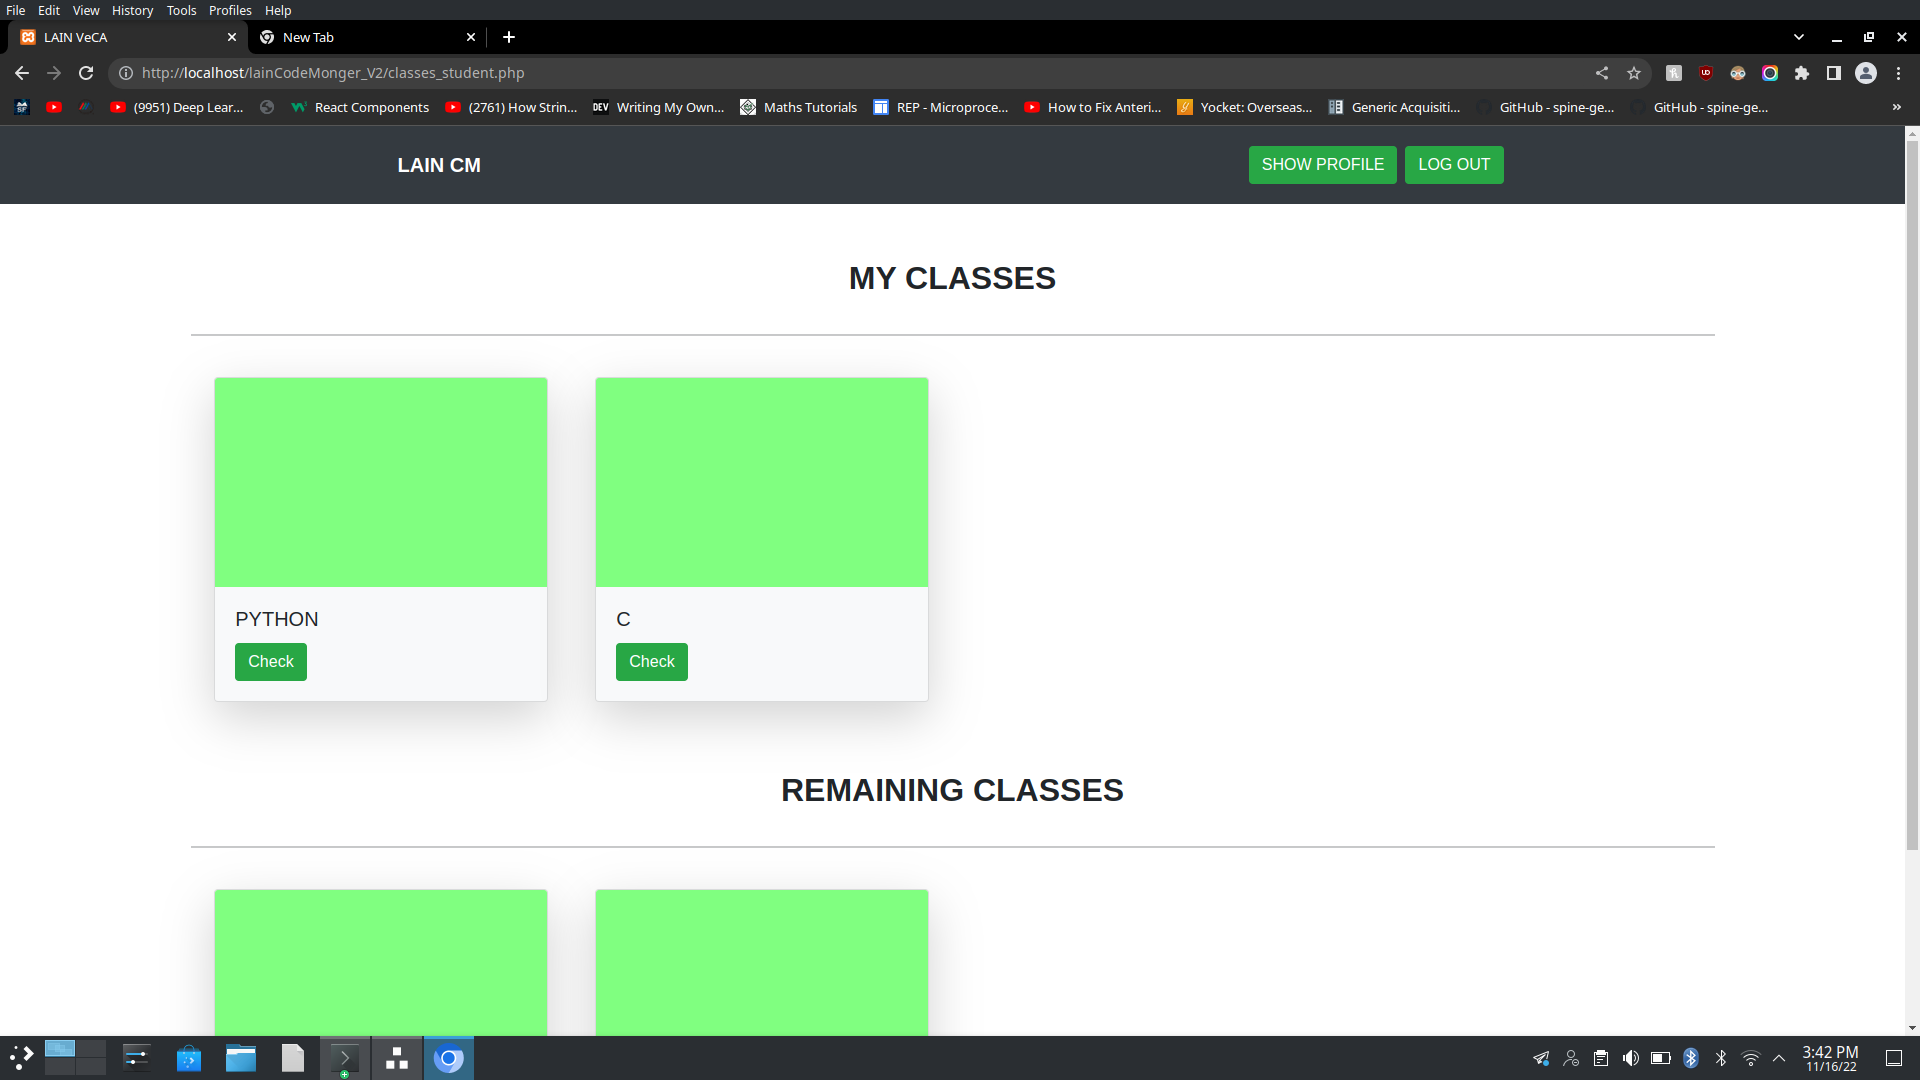 File Edit View History Tools Profiles Help
LAIN VeCA
New Tab
http://localhost/lainCodeMonger_V2/classes_student.php
(9951) Deep Lear...
React Components
(2761) How Strin...
DEV
Writing My Own...
Maths Tutorials
REP - Microproce...
How to Fix Anteri...
Yocket: Overseas...
Generic Acquisiti...
GitHub - spine-ge...
GitHub - spine-ge...
LAIN CM
SHOW PROFILE
LOG OUT
MY CLASSES
PYTHON
C
Check
Check
REMAINING CLASSES
3:42 PM
11/16/22